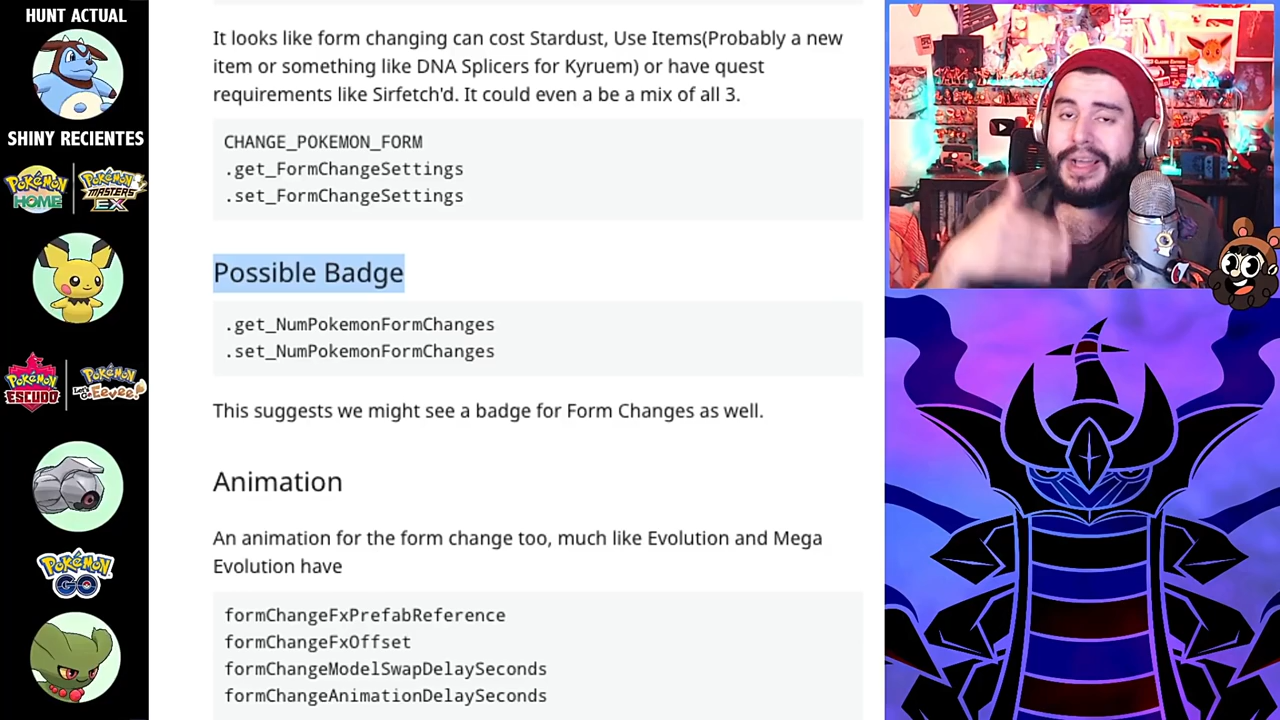 HUNT ACTUAL
SHINY RECIENTES
POKÉMON HOME
POKÉMON MASTERS EX
Pokémon ESCUDO
Pokémon Let's Go Eevee!
POKÉMON GO
It looks like form changing can cost Stardust, Use Items(Probably a new
item or something like DNA Splicers for Kyruem) or have quest
requirements like Sirfetch'd. It could even a be a mix of all 3.
CHANGE_POKEMON_FORM
.get_FormChangeSettings
.set_FormChangeSettings
Possible Badge
.get_NumPokemonFormChanges
.set_NumPokemonFormChanges
This suggests we might see a badge for Form Changes as well.
Animation
An animation for the form change too, much like Evolution and Mega
Evolution have
formChangeFxPrefabReference
formChangeFxOffset
formChangeModelSwapDelaySeconds
formChangeAnimationDelaySeconds